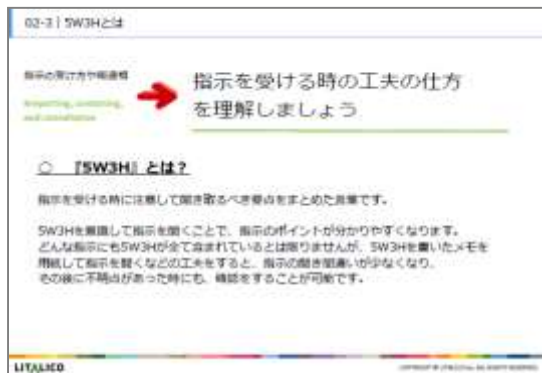 02-3｜5W3Hとは
指示の受け方や報連相
Reporting, contacting,
and consultation
指示を受ける時の工夫の仕方
を理解しましょう
○ 『5W3H』とは？
指示を受ける時に注意して聞き取るべき要点をまとめた言葉です。
5W3Hを意識して指示を聞くことで、指示のポイントが分かりやすくなります。
どんな指示にも5W3Hが全て含まれているとは限りませんが、5W3Hを書いたメモを
用紙して指示を聞くなどの工夫をすると、指示の聞き間違いが少なくなり、
その後に不明点があった時にも、確認をすることが可能です。
LITALICO